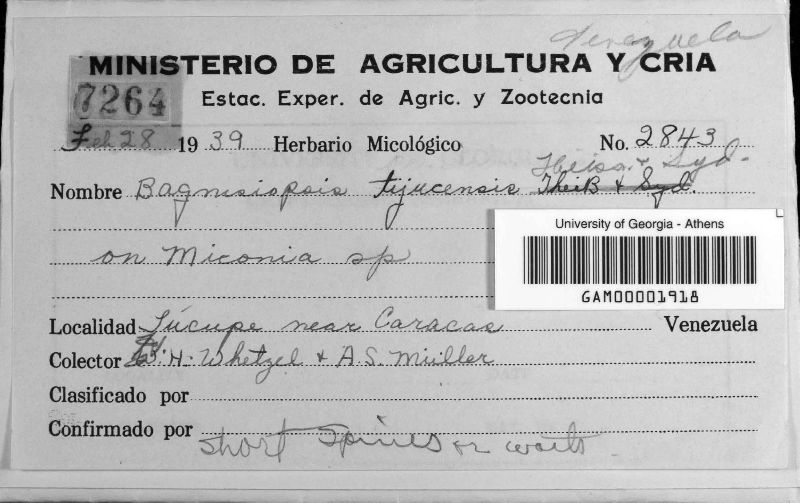 Venezuela
MINISTERIO DE AGRICULTURA Y CRIA
7264
Estac. Exper. de Agric. y Zootecnia
Feb 28 1939 Herbario Micológico No. 2843
Theiss. & Syd.
Nombre Bagnisiopsis tijucensis Theiß & Syd.
University of Georgia - Athens
on Miconia sp
GAM00001918
Localidad Túcupe near Caracas Venezuela
Colector H. Whetzel & A.S. Müller
Clasificado por
Confirmado por short spines or warts